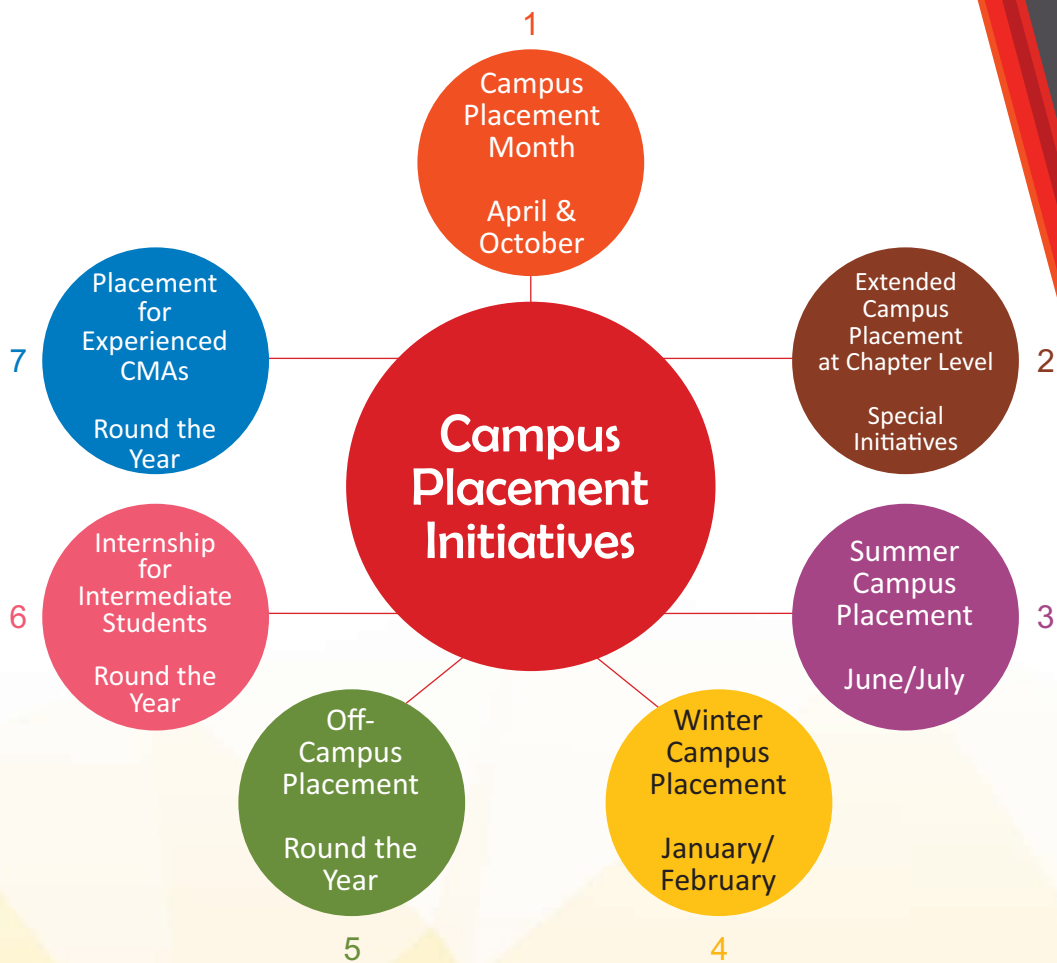 1
Campus
Placement
Month
April &
October
Extended
Campus
Placement
at Chapter Level
Special
Initiatives
2
Summer
Campus
Placement
June/July
3
Winter
Campus
Placement
January/
February
4
Off-
Campus
Placement
Round the
Year
5
Internship
for
Intermediate
Students
Round the
Year
6
Placement
for
Experienced
CMAs
Round the
Year
7
Campus
Placement
Initiatives